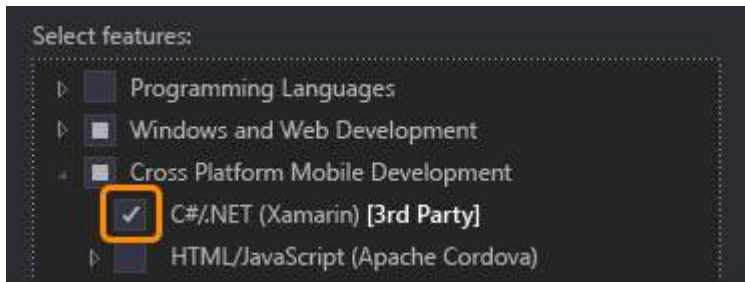 Select features:
Programming Languages
Windows and Web Development
Cross Platform Mobile Development
C#/.NET (Xamarin) [3rd Party]
HTML/JavaScript (Apache Cordova)